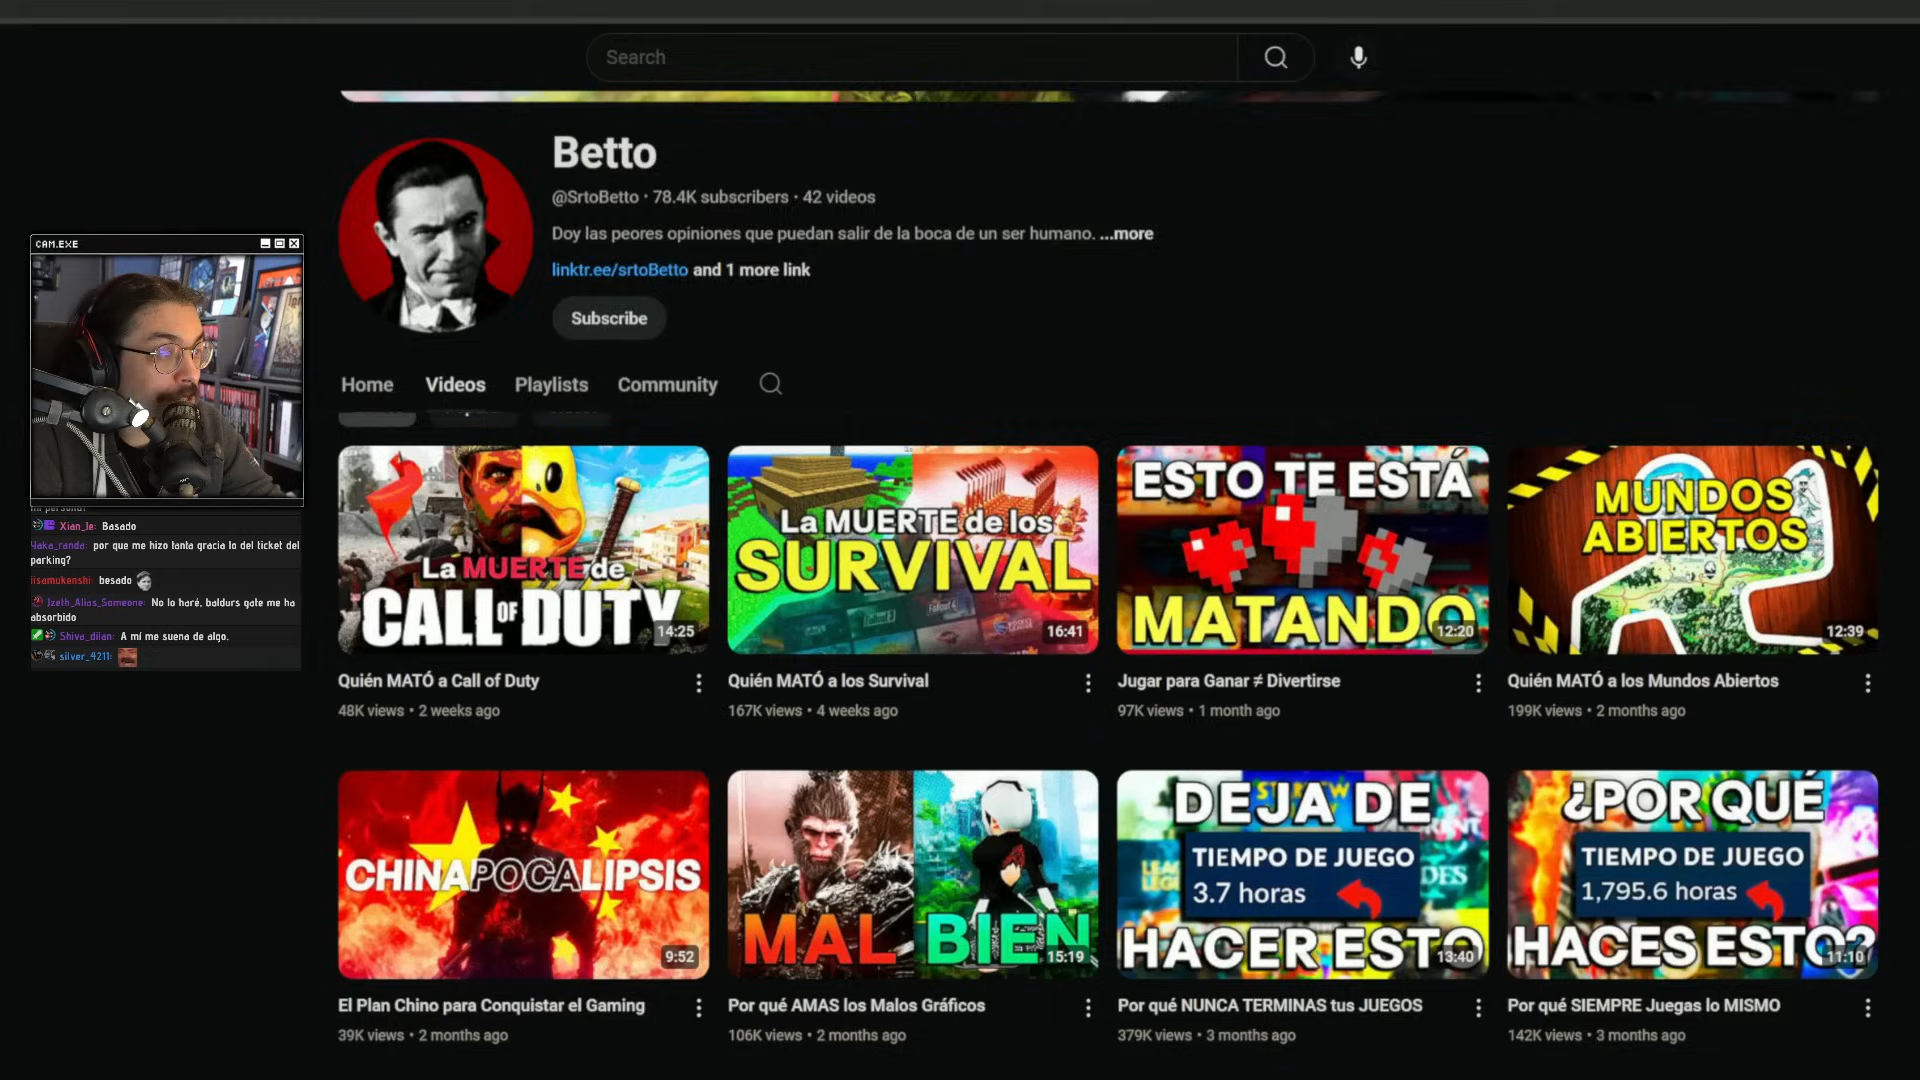 Search
Betto
@SrtoBetto · 78.4K subscribers · 42 videos
Doy las peores opiniones que puedan salir de la boca de un ser humano. ...more
linktr.ee/srtoBetto and 1 more link
Subscribe
Home Videos Playlists Community
CAM.EXE
Xian_le: Basado
Haka_randa: por que me hizo tanta gracia lo del ticket del
parking?
iisamukenshi: besado
Jzeth_Alias_Someone: No lo haré, baldurs gate me ha
absorbido
Shiva_dilan: A mí me suena de algo.
silver_4211:
La MUERTE de
CALL OF DUTY
14:25
Quién MATÓ a Call of Duty
48K views • 2 weeks ago
La MUERTE de los
SURVIVAL
16:41
Quién MATÓ a los Survival
167K views • 4 weeks ago
ESTO TE ESTÁ
MATANDO
12:20
Jugar para Ganar ≠ Divertirse
97K views • 1 month ago
MUNDOS
ABIERTOS
12:39
Quién MATÓ a los Mundos Abiertos
199K views • 2 months ago
CHINAPOCALIPSIS
9:52
El Plan Chino para Conquistar el Gaming
39K views • 2 months ago
MAL BIEN
15:19
Por qué AMAS los Malos Gráficos
106K views • 2 months ago
DEJA DE
TIEMPO DE JUEGO
3.7 horas
HACER ESTO
13:40
Por qué NUNCA TERMINAS tus JUEGOS
379K views • 3 months ago
¿POR QUÉ
TIEMPO DE JUEGO
1,795.6 horas
HACES ESTO?
11:10
Por qué SIEMPRE Juegas lo MISMO
142K views • 3 months ago